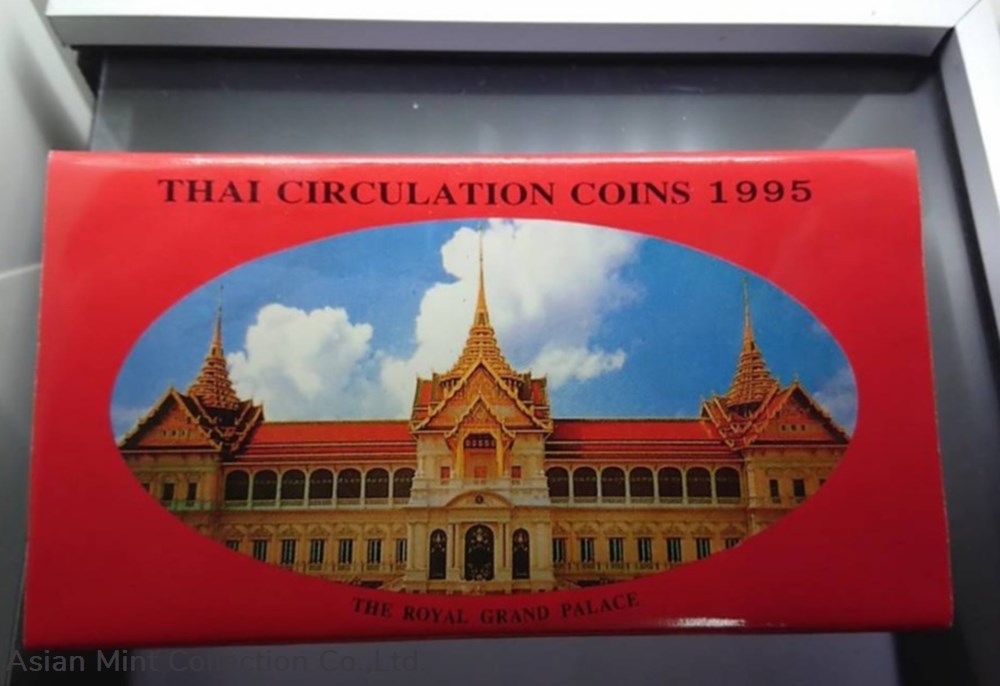 THAI CIRCULATION COINS 1995
THE ROYAL GRAND PALACE
Asian Mint Collection Co.,Ltd